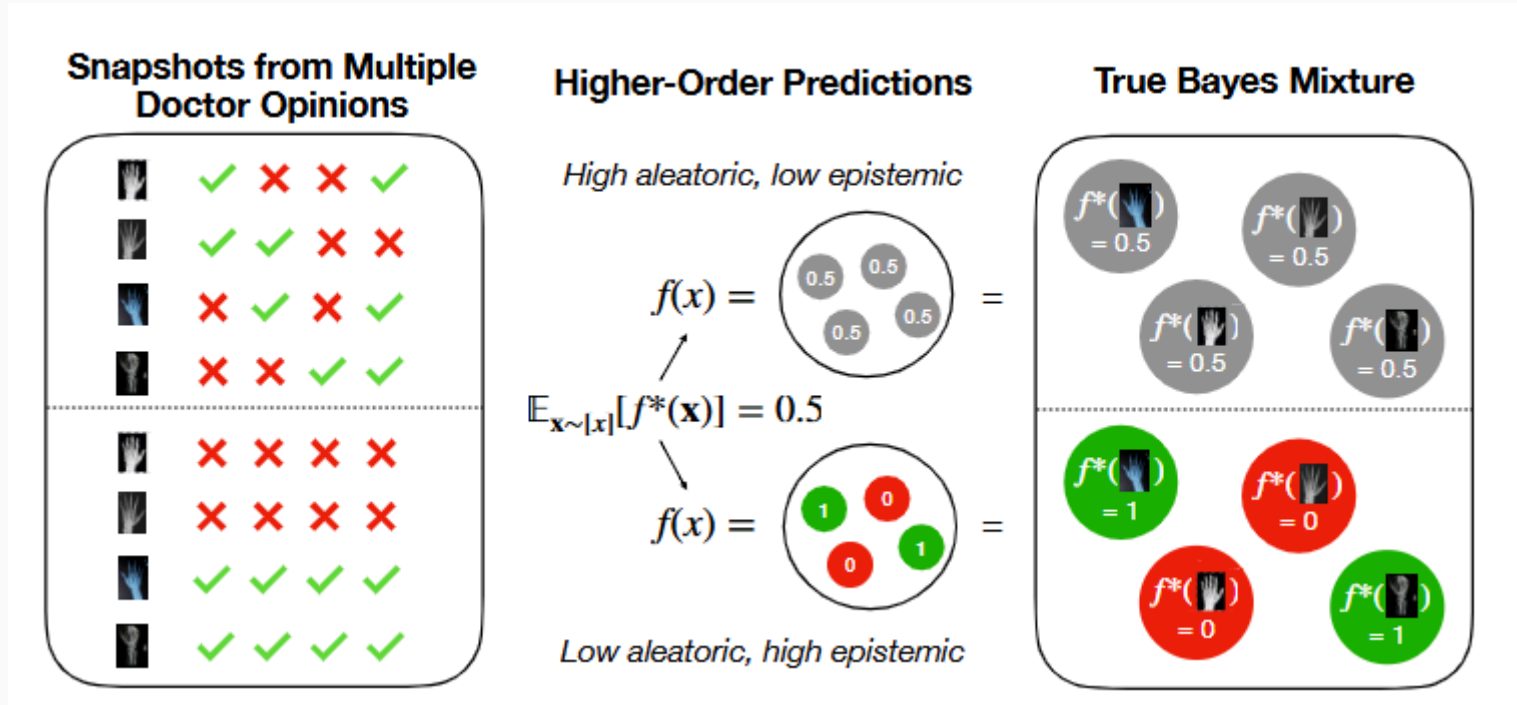 Snapshots from Multiple
Doctor Opinions
Higher-Order Predictions
High aleatoric, low epistemic
f(x) =
0.5
0.5
0.5
0.5
=
𝔼x∼[x][f*(x)] = 0.5
f(x) =
1
0
0
1
=
Low aleatoric, high epistemic
True Bayes Mixture
f*( )
= 0.5
f*( )
= 0.5
f*( )
= 0.5
f*( )
= 0.5
f*( )
= 1
f*( )
= 0
f*( )
= 0
f*( )
= 1